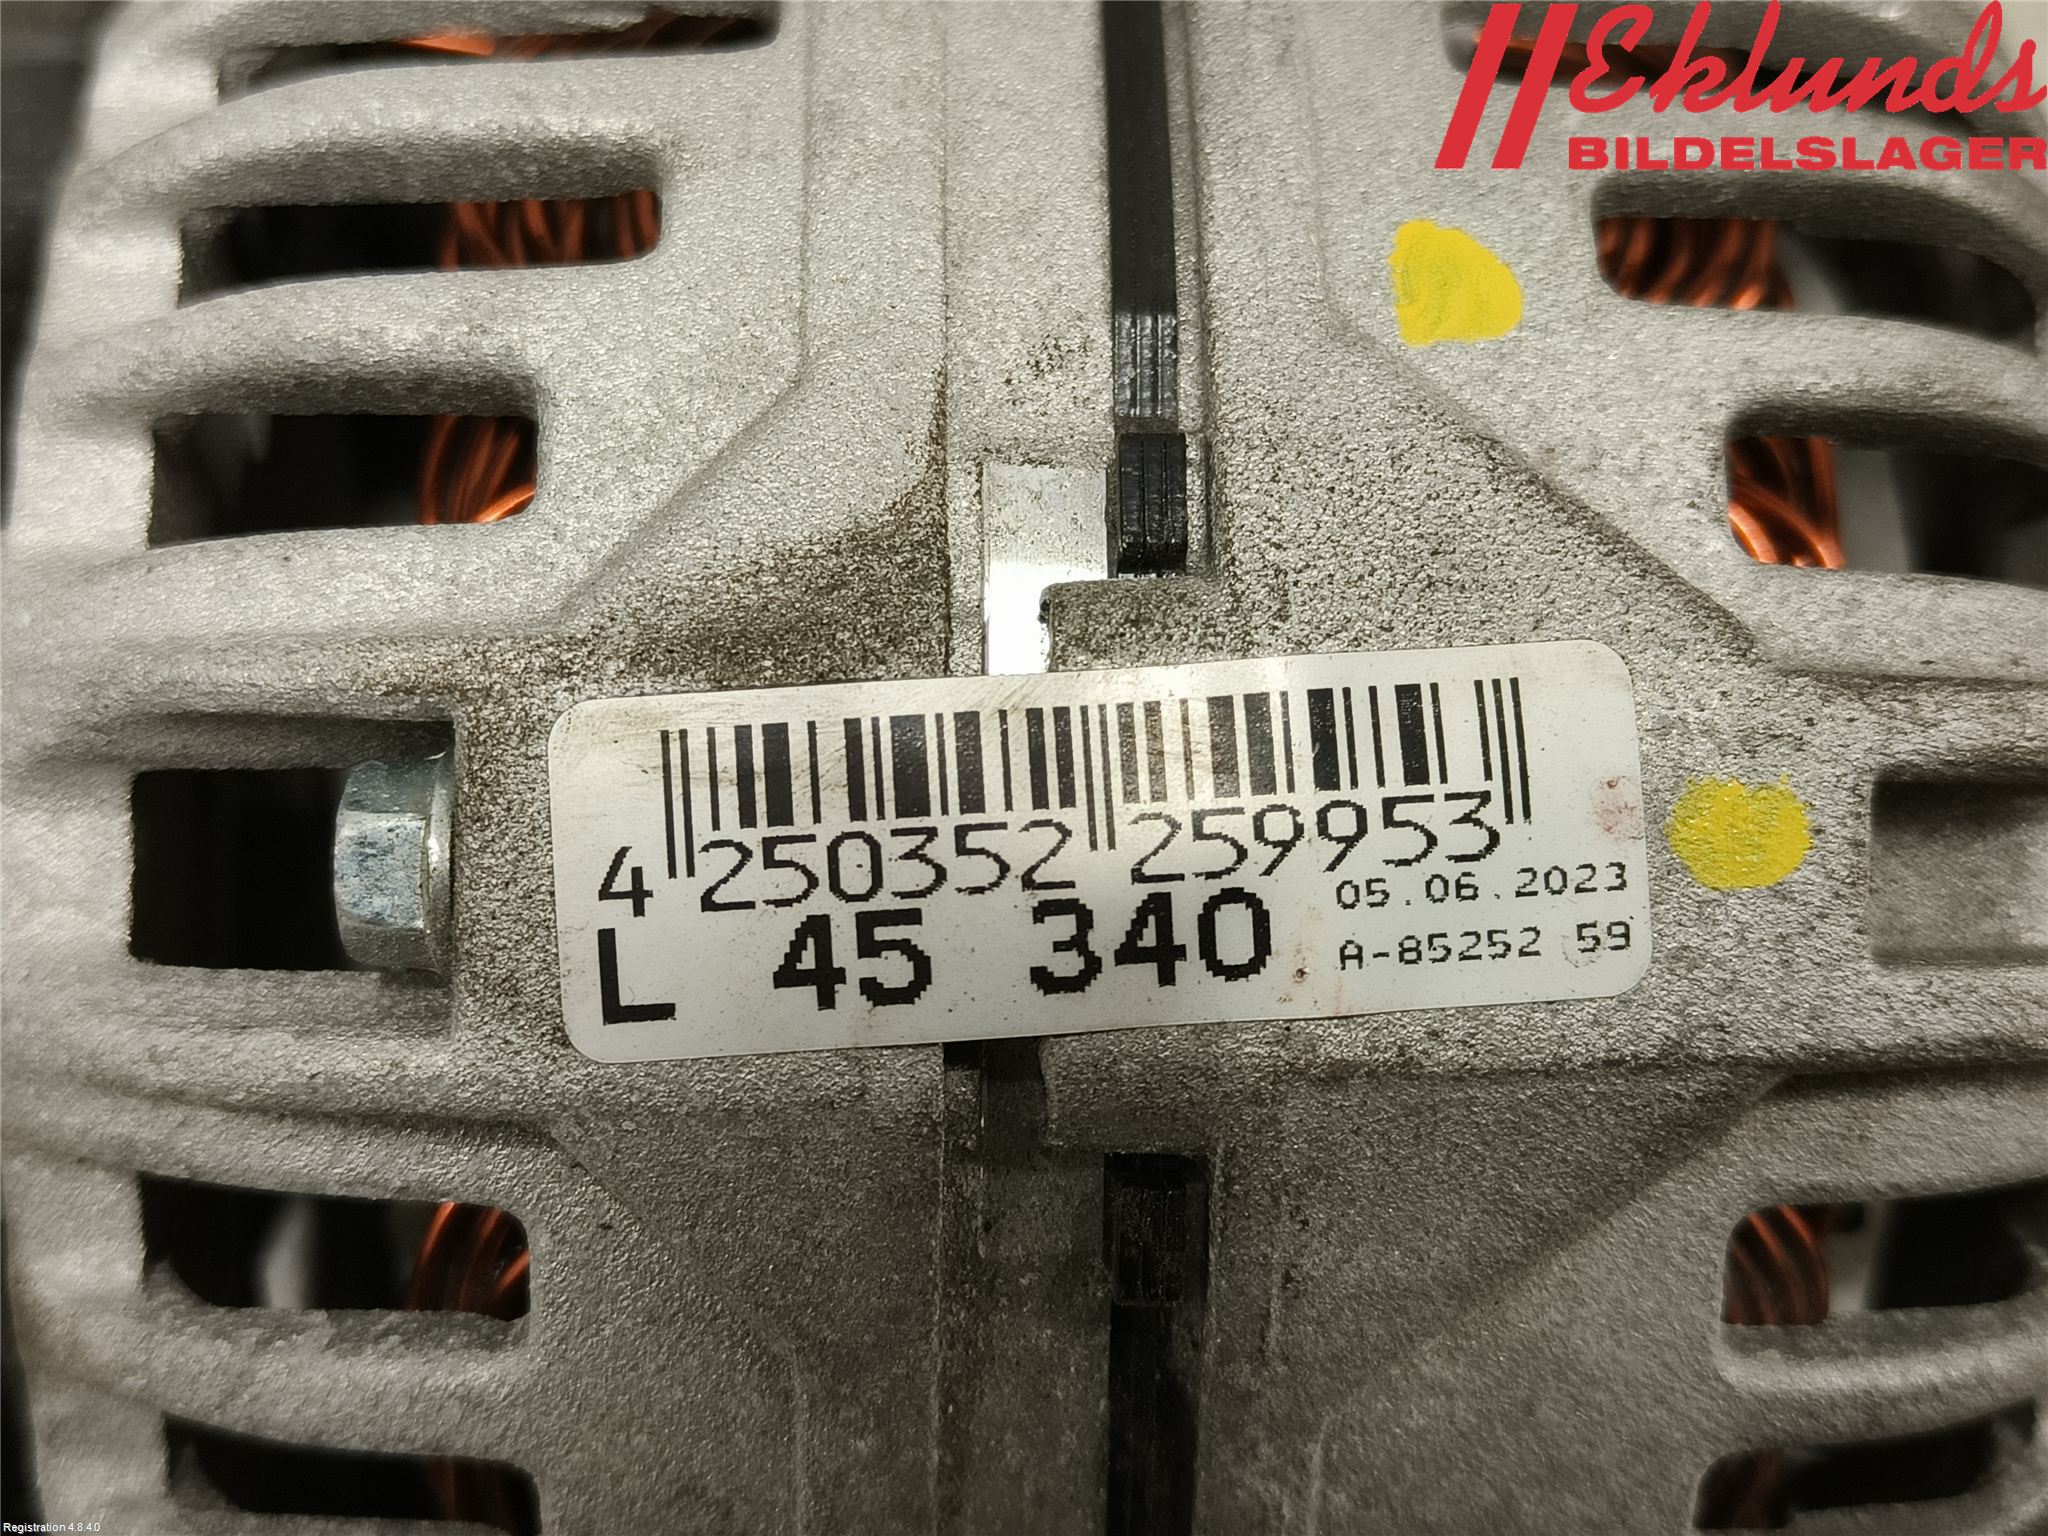 Eklunds
BILDELSLAGER
4 250352 259953
05.06.2023
L 45 340
A-85252 59
Registration 4.8.4.0